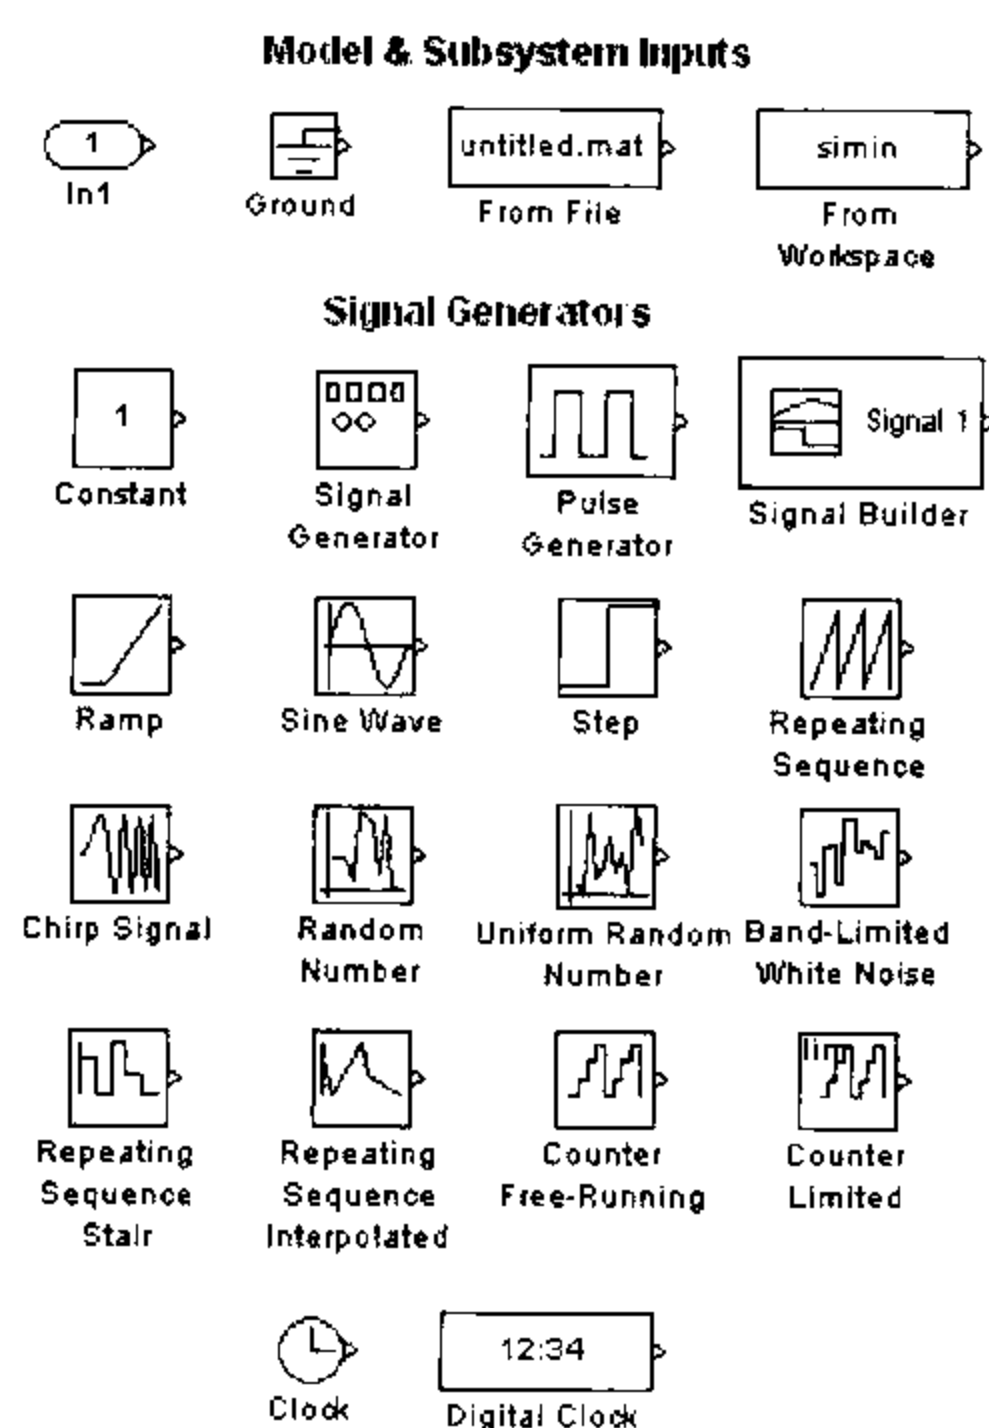 Model & Subsystem Inputs
1
In1
Ground
untitled.mat
From File
simin
From
Workspace
Signal Generators
1
Constant
Signal
Generator
Pulse
Generator
Signal 1
Signal Builder
Ramp
Sine Wave
Step
Repeating
Sequence
Chirp Signal
Random
Number
Uniform Random
Number
Band-Limited
White Noise
Repeating
Sequence
Stair
Repeating
Sequence
Interpolated
Counter
Free-Running
lim
Counter
Limited
Clock
12:34
Digital Clock